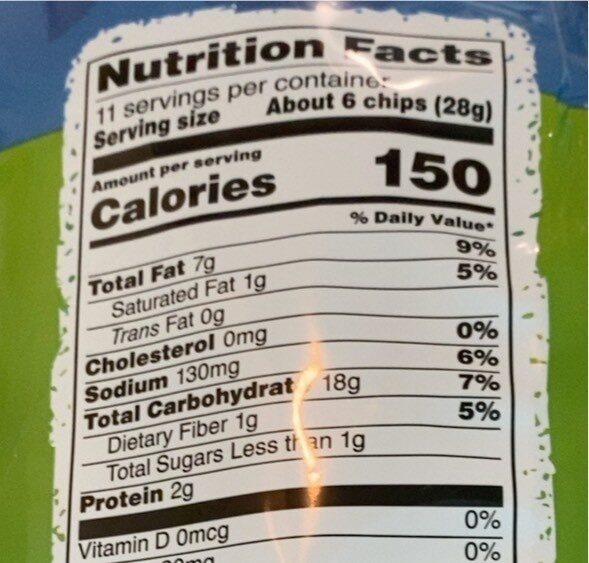 Nutrition Facts
11 servings per container
Serving size About 6 chips (28g)
Amount per serving
Calories 150
% Daily Value*
Total Fat 7g 9%
Saturated Fat 1g 5%
Trans Fat 0g
Cholesterol 0mg 0%
Sodium 130mg 6%
Total Carbohydrat 18g 7%
Dietary Fiber 1g 5%
Total Sugars Less than 1g
Protein 2g
Vitamin D 0mcg 0%
0%